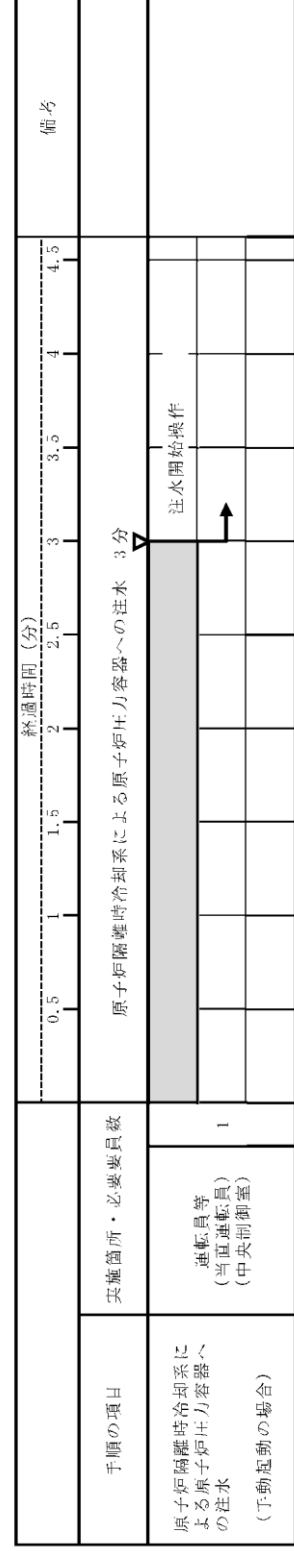 経過時間（分）
備考
0.5 1 1.5 2 2.5 3 3.5 4 4.5
手順の項目
実施箇所・必要要員数
原子炉隔離時冷却系による原子炉圧力容器への注水 3分
原子炉隔離時冷却系に
よる原子炉圧力容器へ
の注水
（手動起動の場合）
運転員等
（当直運転員）
（中央制御室）
1
注水開始操作